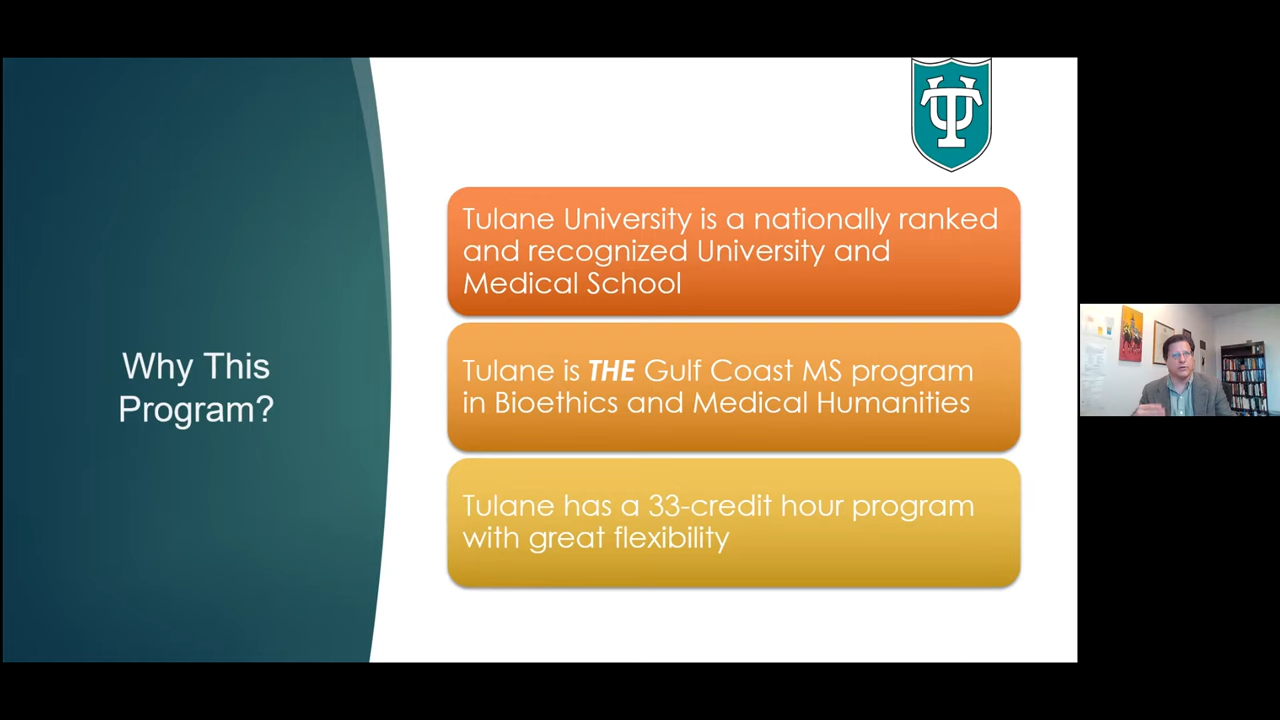 Why This
Program?
Tulane University is a nationally ranked
and recognized University and
Medical School
Tulane is THE Gulf Coast MS program
in Bioethics and Medical Humanities
Tulane has a 33-credit hour program
with great flexibility